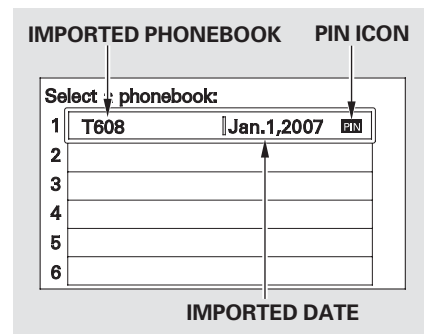 IMPORTED PHONEBOOK PIN ICON
Select a phonebook:
1 T608 Jan.1,2007 PIN
2
3
4
5
6
IMPORTED DATE